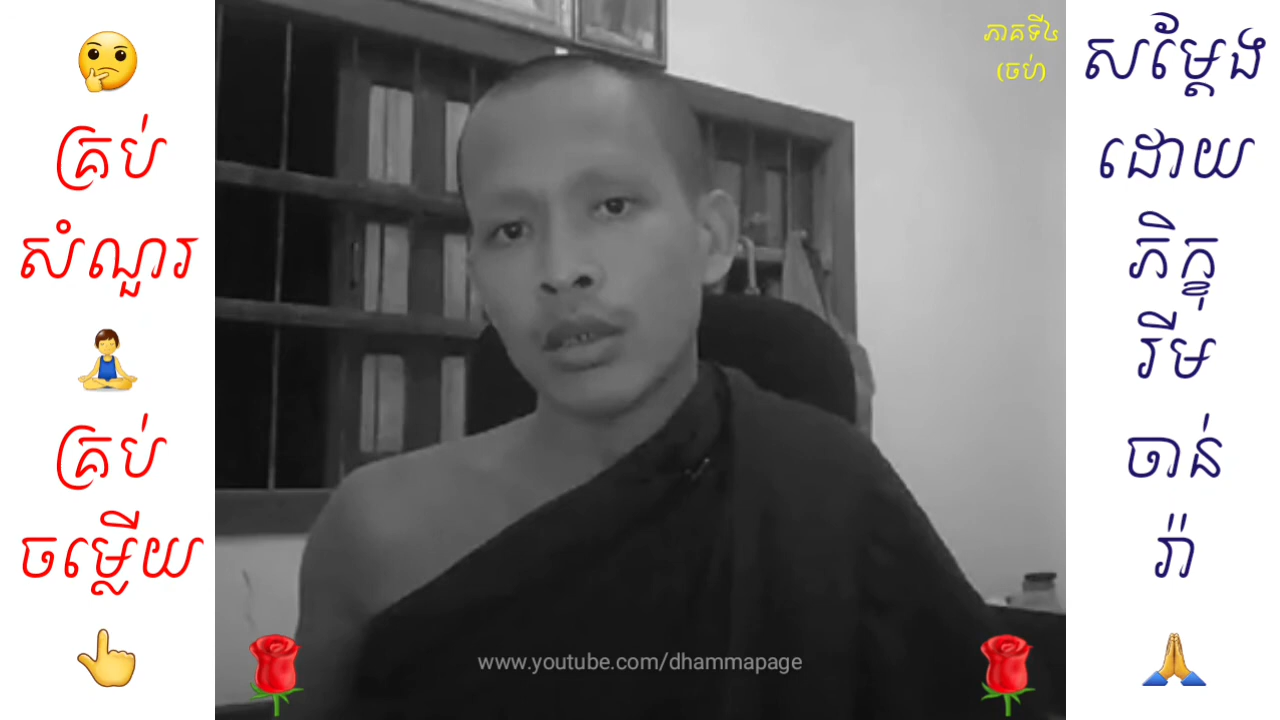 គ្រប់
សំណួរ
គ្រប់
ចម្លើយ
ភាគទី៤
(ចប់)
www.youtube.com/dhammapage
សម្ដែង
ដោយ
ភិក្ខុ
រីម
ចាន់
រ៉ា